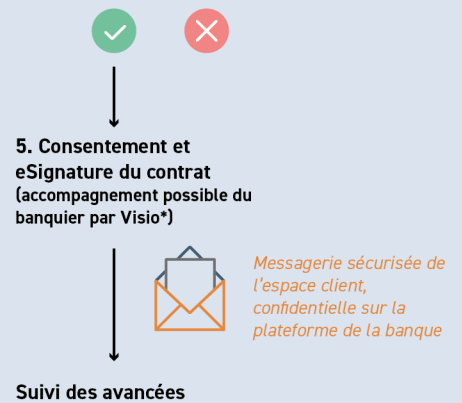 5. Consentement et
eSignature du contrat
(accompagnement possible du
banquier par Visio*)
Messagerie sécurisée de
l'espace client,
confidentielle sur la
plateforme de la banque
Suivi des avancées